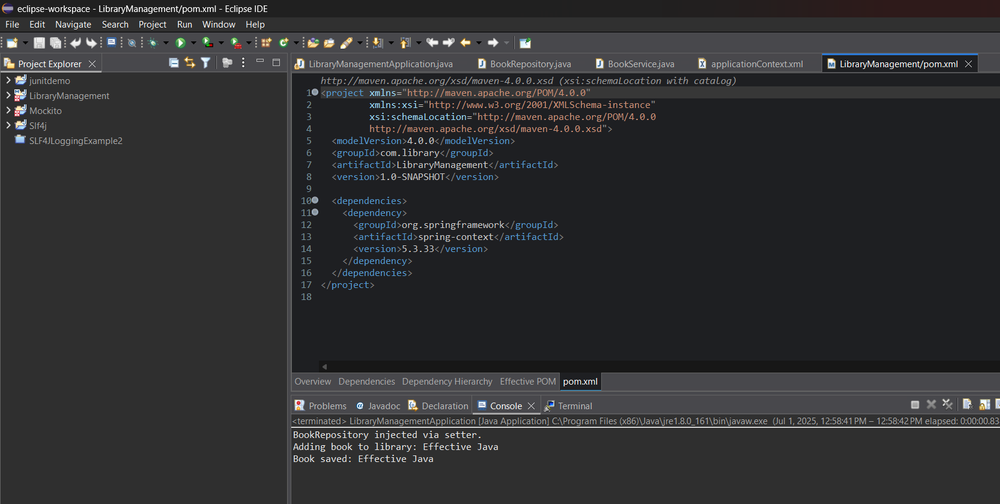 eclipse-workspace - LibraryManagement/pom.xml - Eclipse IDE
File Edit Navigate Search Project Run Window Help
Project Explorer
junitdemo
LibraryManagement
Mockito
Slf4j
SLF4JLoggingExample2
LibraryManagementApplication.java BookRepository.java BookService.java applicationContext.xml LibraryManagement/pom.xml
http://maven.apache.org/xsd/maven-4.0.0.xsd (xsi:schemaLocation with catalog)
1 <project xmlns="http://maven.apache.org/POM/4.0.0"
2 xmlns:xsi="http://www.w3.org/2001/XMLSchema-instance"
3 xsi:schemaLocation="http://maven.apache.org/POM/4.0.0
4 http://maven.apache.org/xsd/maven-4.0.0.xsd">
5 <modelVersion>4.0.0</modelVersion>
6 <groupId>com.library</groupId>
7 <artifactId>LibraryManagement</artifactId>
8 <version>1.0-SNAPSHOT</version>
9
10 <dependencies>
11 <dependency>
12 <groupId>org.springframework</groupId>
13 <artifactId>spring-context</artifactId>
14 <version>5.3.33</version>
15 </dependency>
16 </dependencies>
17 </project>
18
Overview Dependencies Dependency Hierarchy Effective POM pom.xml
Problems Javadoc Declaration Console Terminal
<terminated> LibraryManagementApplication [Java Application] C:\Program Files (x86)\Java\jre1.8.0_161\bin\javaw.exe (Jul 1, 2025, 12:58:41 PM – 12:58:42 PM elapsed: 0:00:00.83
BookRepository injected via setter.
Adding book to library: Effective Java
Book saved: Effective Java